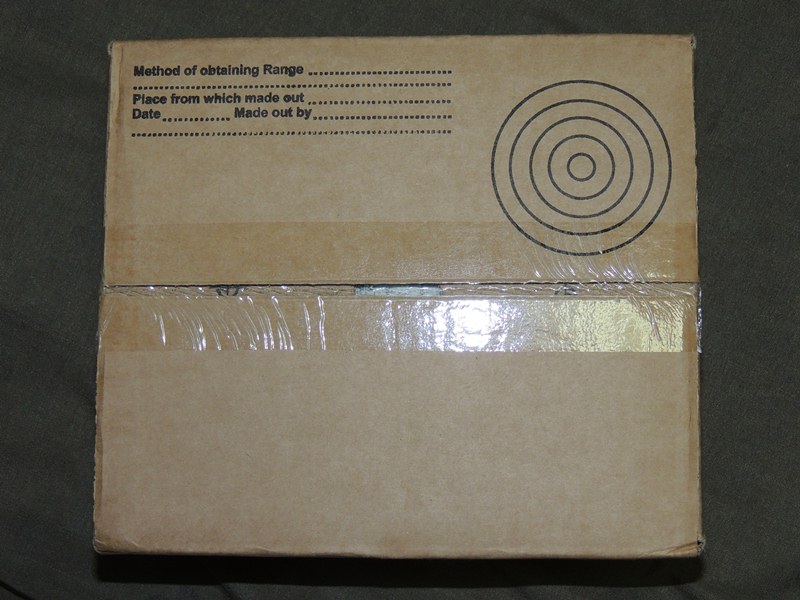 Method of obtaining Range ........................
........................................................
Place from which made out ........................
Date ............ Made out by ........................
........................................................